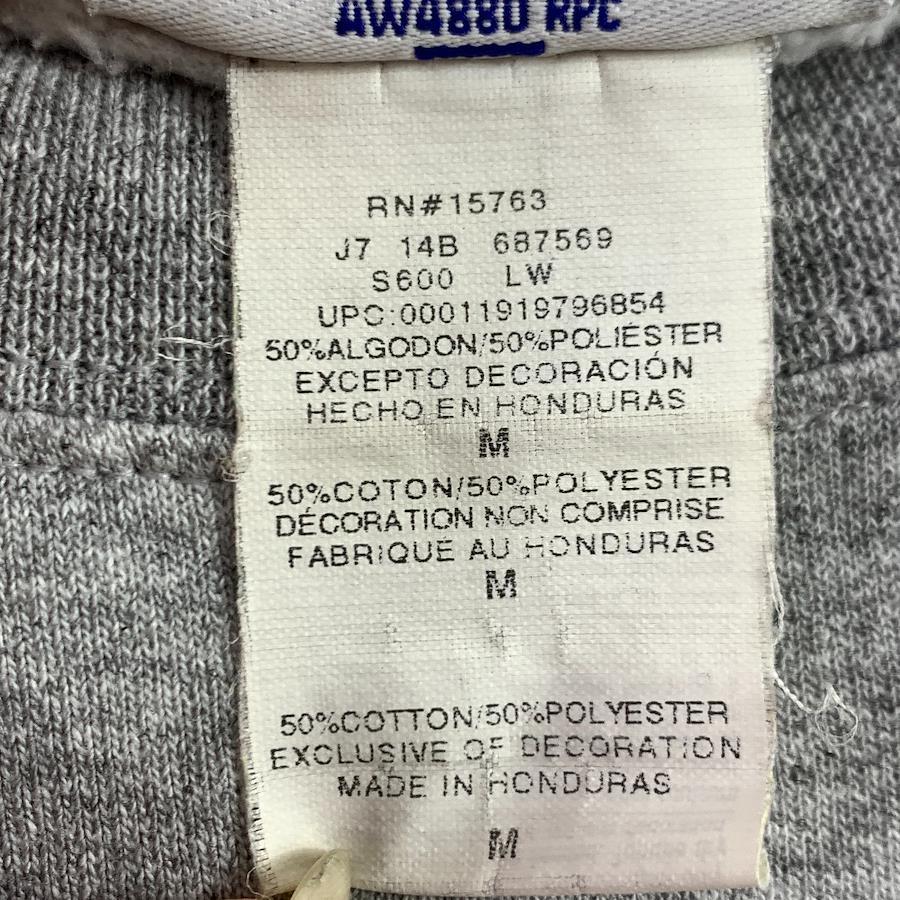 AW4880 RPC
RN#15763
J7 14B 687569
S600 LW
UPC:00011919796854
50%ALGODON/50%POLIÉSTER
EXCEPTO DECORACIÓN
HECHO EN HONDURAS
M
50%COTON/50%POLYESTER
DÉCORATION NON COMPRISE
FABRIQUE AU HONDURAS
M
50%COTTON/50%POLYESTER
EXCLUSIVE OF DECORATION
MADE IN HONDURAS
M